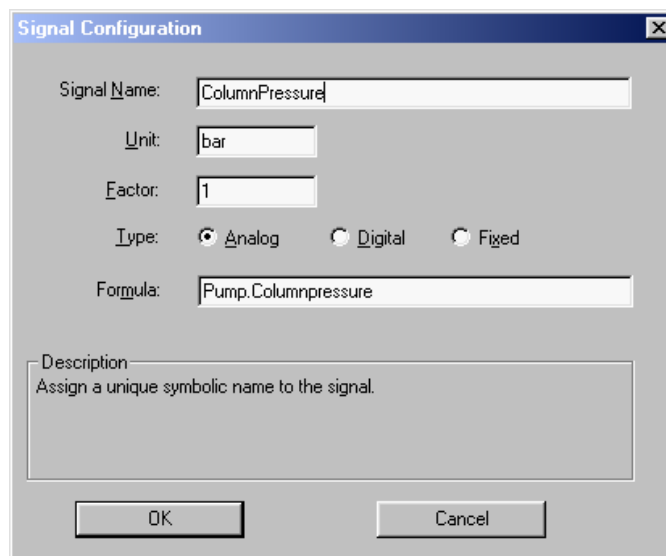 Signal Configuration
Signal Name: ColumnPressure
Unit: bar
Factor: 1
Type: Analog Digital Fixed
Formula: Pump.Columnpressure
Description
Assign a unique symbolic name to the signal.
OK Cancel